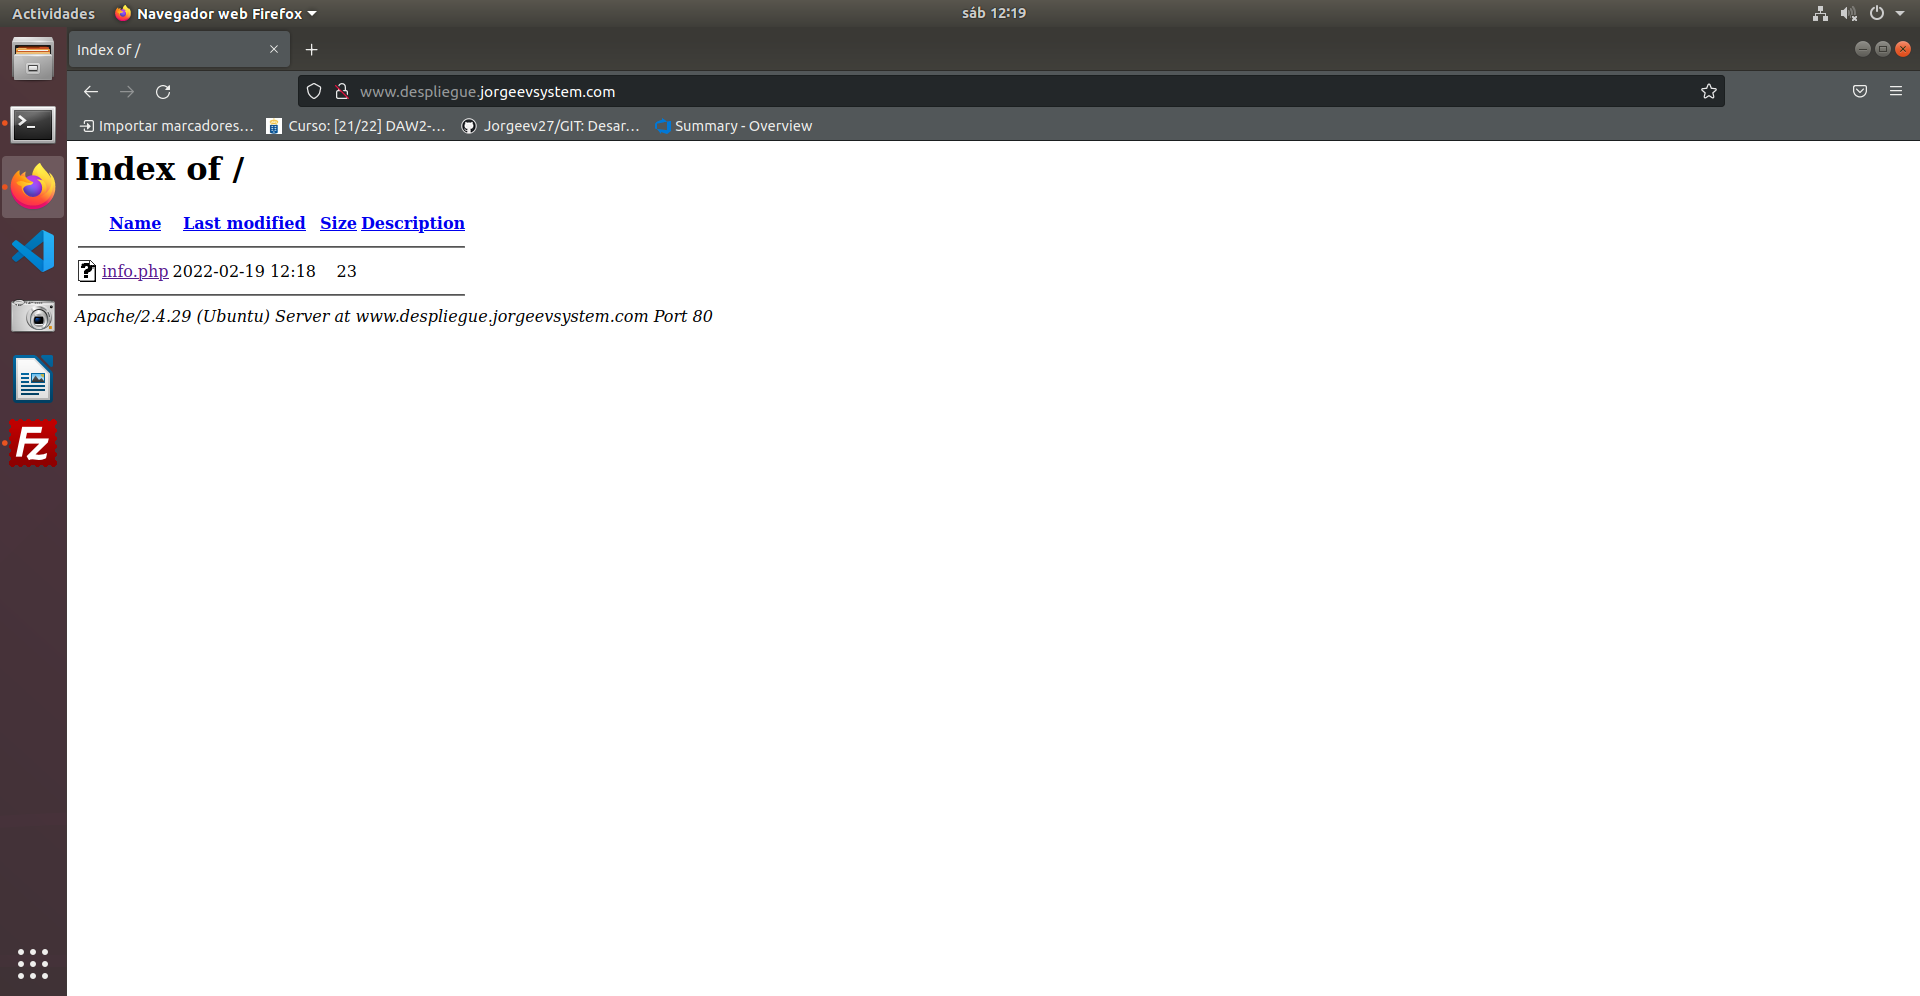 Actividades Navegador web Firefox sáb 12:19
Index of /
www.despliegue.jorgeevsystem.com
Importar marcadores... Curso: [21/22] DAW2-... Jorgeev27/GIT: Desar... Summary - Overview
Index of /
Name Last modified Size Description
info.php 2022-02-19 12:18 23
Apache/2.4.29 (Ubuntu) Server at www.despliegue.jorgeevsystem.com Port 80
Fz